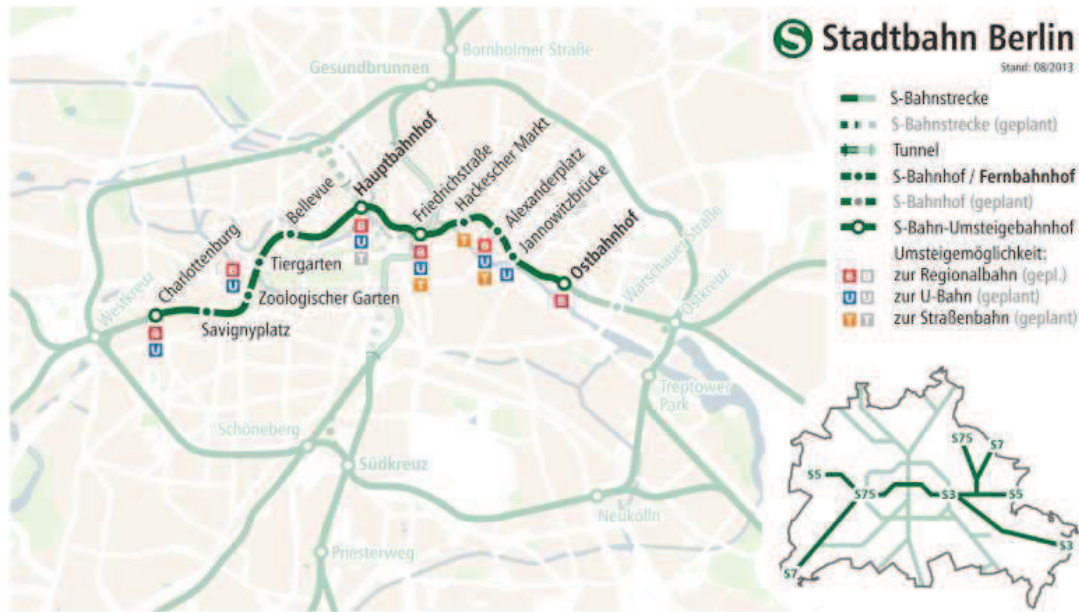 S Stadtbahn Berlin
Stand: 08/2013
S-Bahnstrecke
S-Bahnstrecke (geplant)
Tunnel
S-Bahnhof / Fernbahnhof
S-Bahnhof (geplant)
S-Bahn-Umsteigebahnhof
Umsteigemöglichkeit:
R R zur Regionalbahn (gepl.)
U U zur U-Bahn (geplant)
T T zur Straßenbahn (geplant)
Bornholmer Straße
Gesundbrunnen
Westkreuz
Charlottenburg
R
U
Savignyplatz
Zoologischer Garten
R
U
Tiergarten
Bellevue
Hauptbahnhof
R
U
T
Friedrichstraße
R
U
T
Hackescher Markt
T
Alexanderplatz
R
U
T
Jannowitzbrücke
U
Ostbahnhof
R
Warschauer Straße
Ostkreuz
Treptower
Park
Schöneberg
Südkreuz
Neukölln
Priesterweg
S75
S7
S5
S75
S3
S5
S3
S7